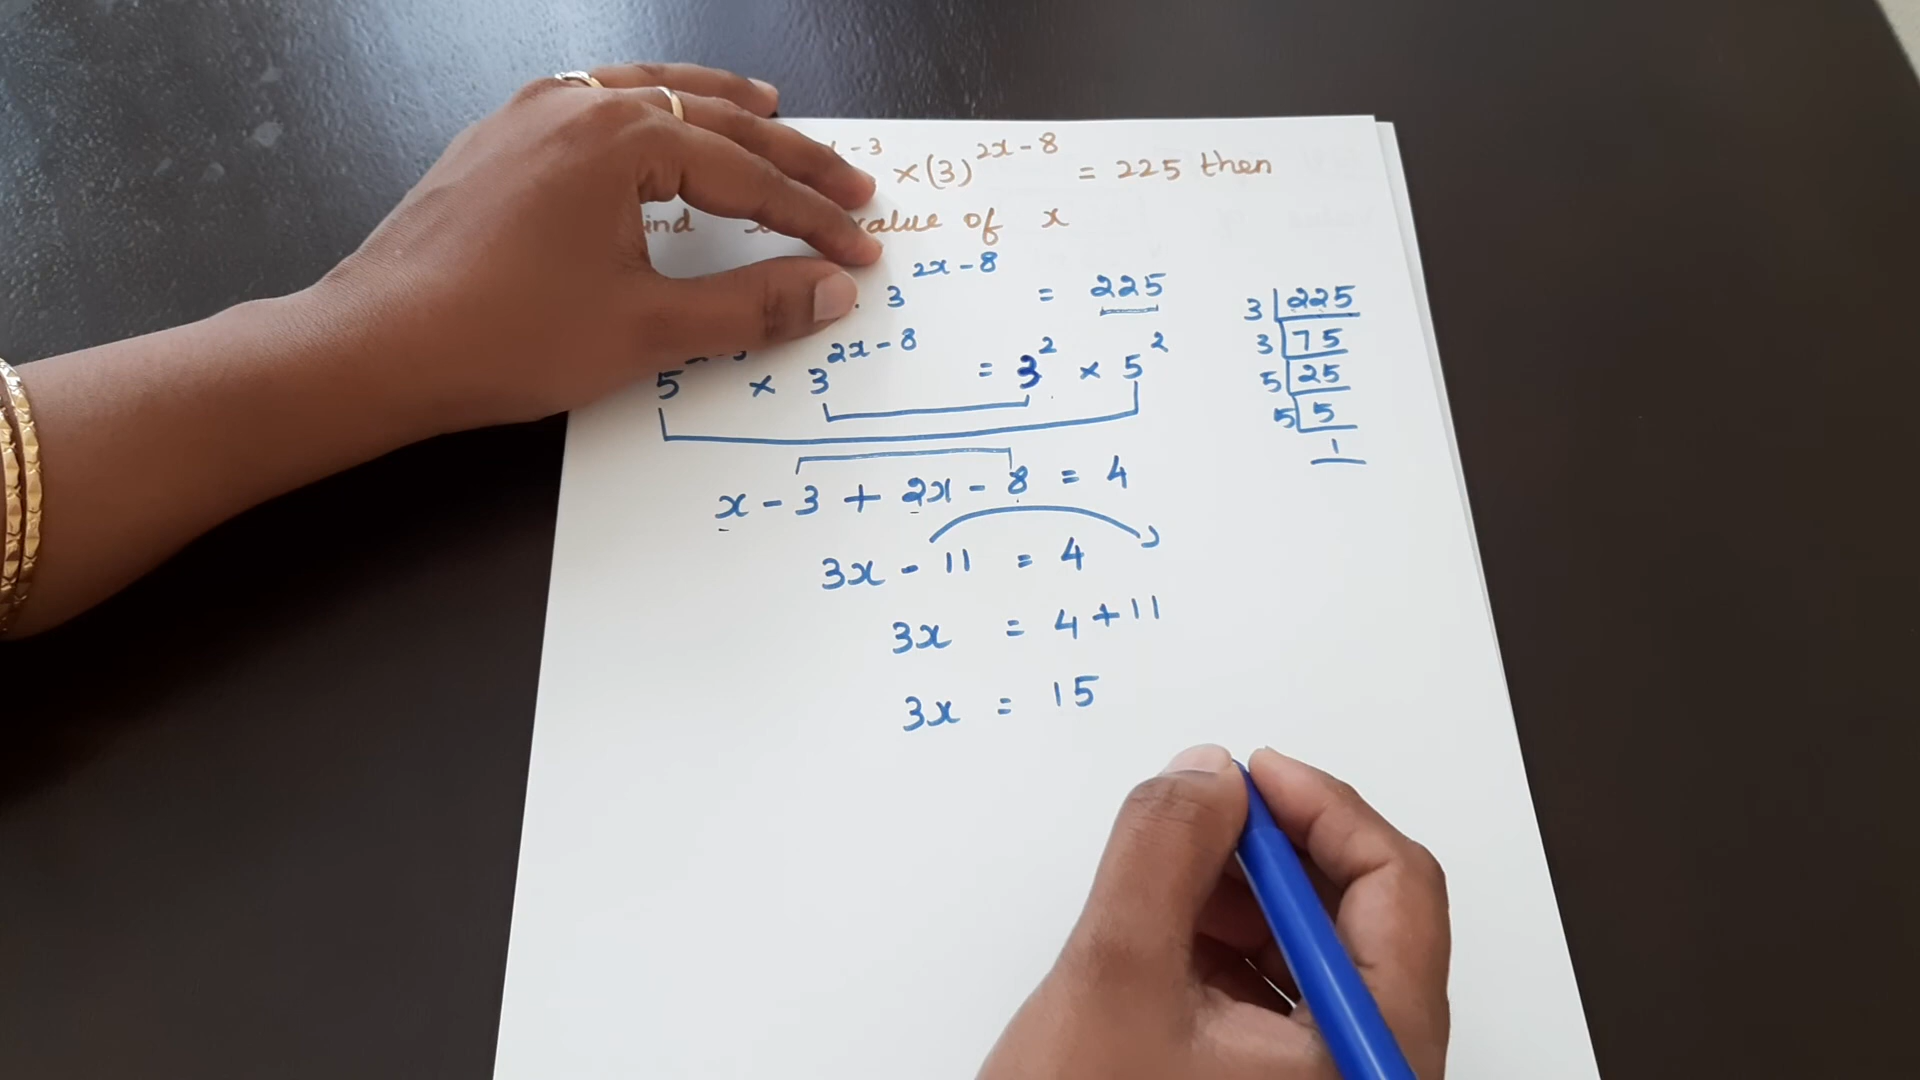 x-3 ×(3)^2x-8 = 225 then
ind value of x
. 3^2x-8 = 225
5^x-3 × 3^2x-8 = 3^2 × 5^2
x - 3 + 2x - 8 = 4
3x - 11 = 4
3x = 4 + 11
3x = 15
3 | 225
3 | 75
5 | 25
5 | 5
1